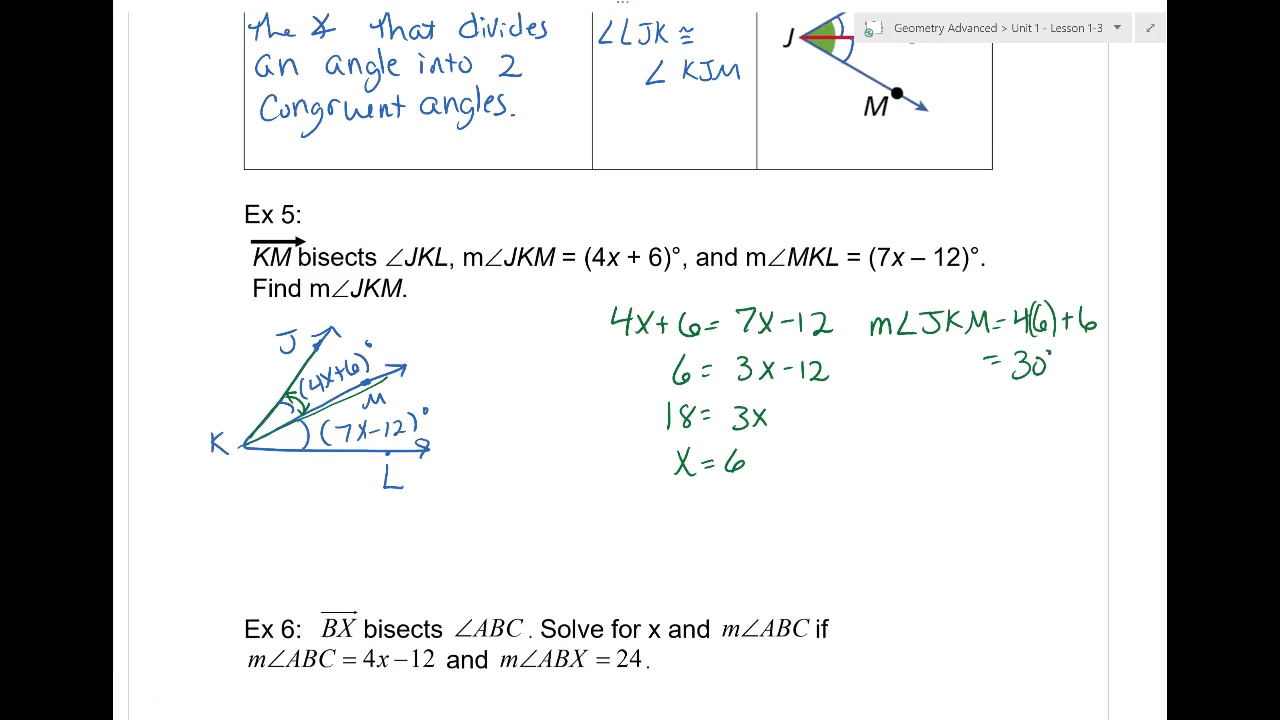 Geometry Advanced > Unit 1 - Lesson 1-3
the ∡ that divides
an angle into 2
Congruent angles.
∠LJK ≅
∠ KJM
J
M
Ex 5:
KM bisects ∠JKL, m∠JKM = (4x + 6)°, and m∠MKL = (7x – 12)°.
Find m∠JKM.
J
(4x+6)°
M
K
(7x-12)°
L
4x+6= 7x-12
6= 3x-12
18= 3x
x=6
m∠JKM=4(6)+6
= 30°
Ex 6: BX bisects ∠ABC. Solve for x and m∠ABC if
m∠ABC = 4x – 12 and m∠ABX = 24.